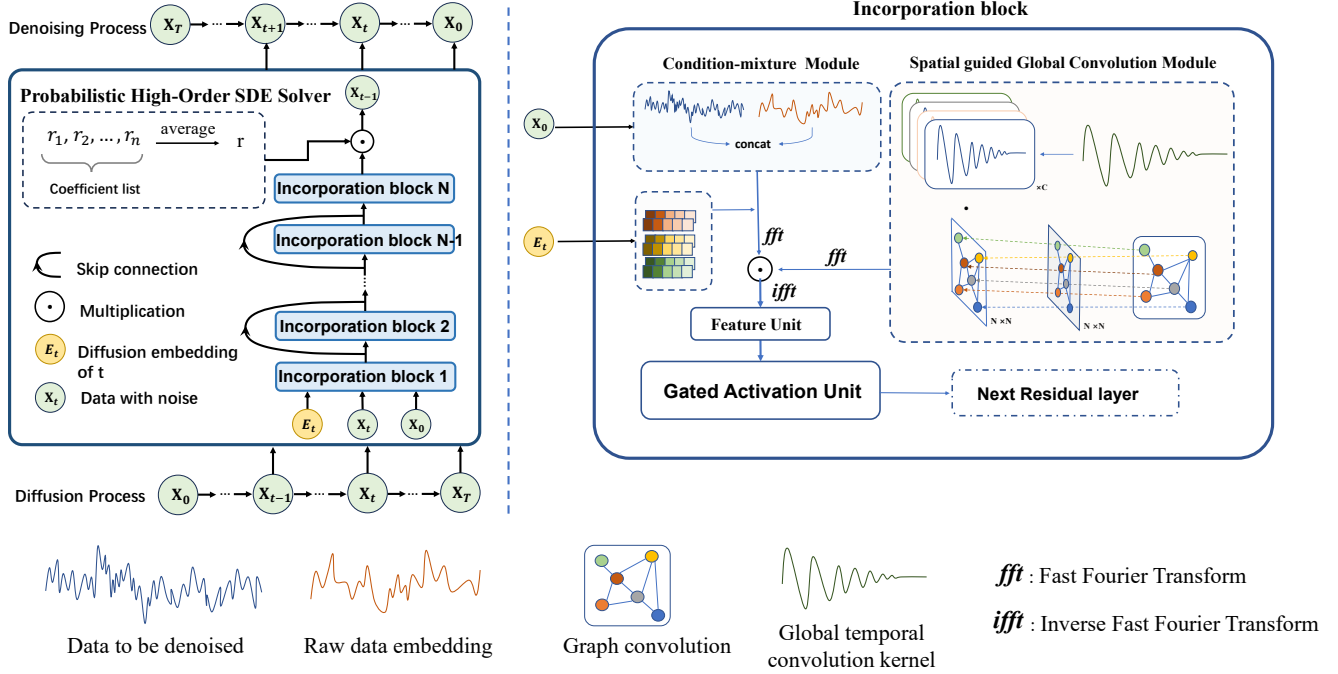 Denoising Process
X_T
...
X_{t+1}
...
X_t
...
X_0
Probabilistic High-Order SDE Solver
r_1, r_2, ..., r_n
average
r
Coefficient list
X_{t-1}
Incorporation block N
Incorporation block N-1
Incorporation block 2
Incorporation block 1
Skip connection
Multiplication
E_t
Diffusion embedding
of t
X_t
Data with noise
E_t
X_t
X_0
Diffusion Process
X_0
...
X_{t-1}
...
X_t
...
X_T
Incorporation block
Condition-mixture Module
concat
X_0
E_t
fft
fft
ifft
Feature Unit
Gated Activation Unit
Next Residual layer
Spatial guided Global Convolution Module
×C
N ×N
N ×N
Data to be denoised
Raw data embedding
Graph convolution
Global temporal
convolution kernel
fft : Fast Fourier Transform
ifft : Inverse Fast Fourier Transform